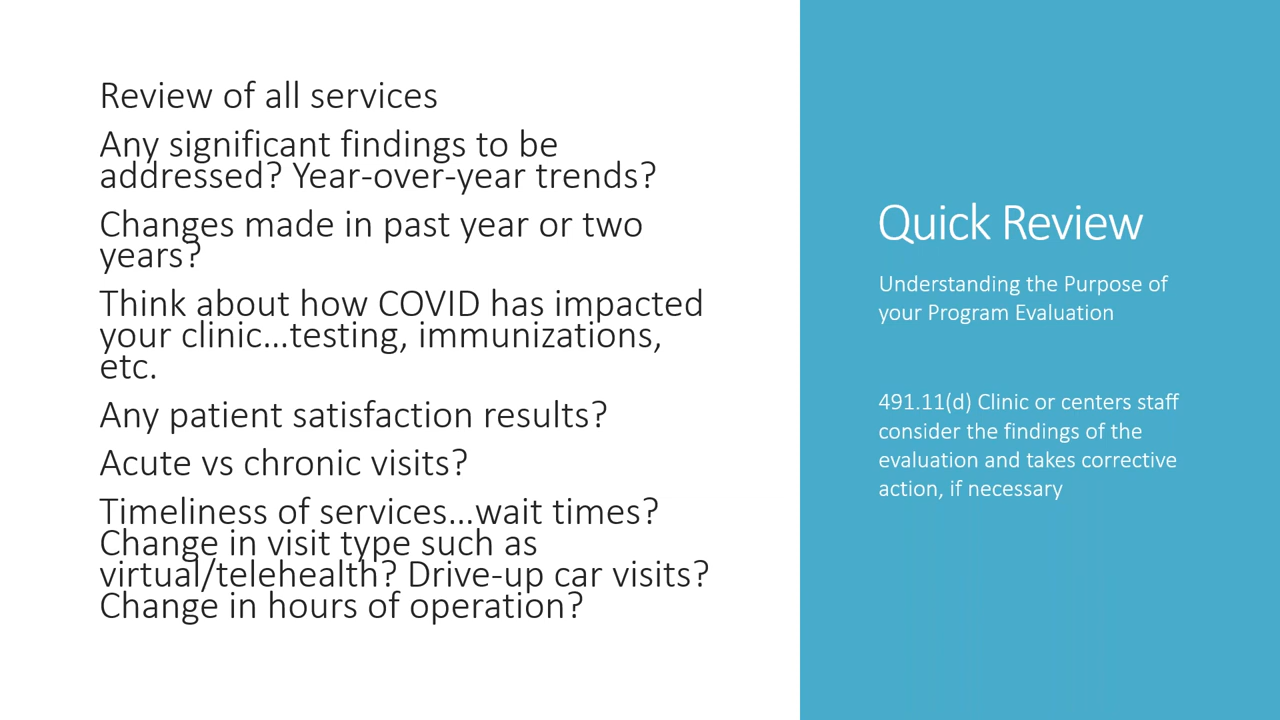 Review of all services
Any significant findings to be
addressed? Year-over-year trends?
Changes made in past year or two
years?
Think about how COVID has impacted
your clinic...testing, immunizations,
etc.
Any patient satisfaction results?
Acute vs chronic visits?
Timeliness of services...wait times?
Change in visit type such as
virtual/telehealth? Drive-up car visits?
Change in hours of operation?
Quick Review
Understanding the Purpose of
your Program Evaluation
491.11(d) Clinic or centers staff
consider the findings of the
evaluation and takes corrective
action, if necessary